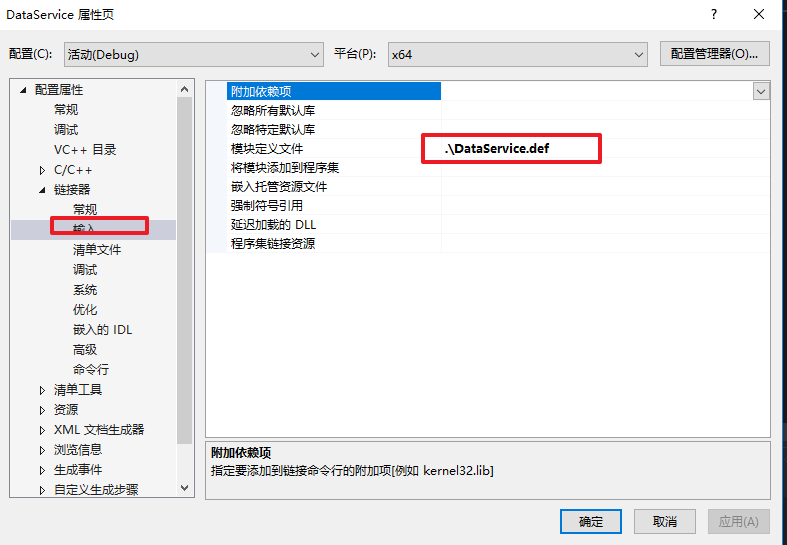 DataService 属性页
配置(C):
活动(Debug)
平台(P):
x64
配置管理器(O)...
配置属性
常规
调试
VC++ 目录
C/C++
链接器
常规
输入
清单文件
调试
系统
优化
嵌入的 IDL
高级
命令行
清单工具
资源
XML 文档生成器
浏览信息
生成事件
自定义生成步骤
附加依赖项
忽略所有默认库
忽略特定默认库
模块定义文件 .\DataService.def
将模块添加到程序集
嵌入托管资源文件
强制符号引用
延迟加载的 DLL
程序集链接资源
附加依赖项
指定要添加到链接命令行的附加项[例如 kernel32.lib]
确定
取消
应用(A)